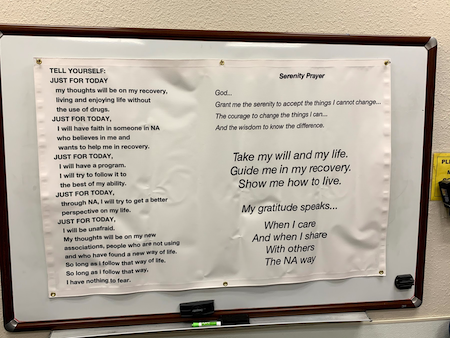 TELL YOURSELF:
JUST FOR TODAY
my thoughts will be on my recovery,
living and enjoying life without
the use of drugs.
JUST FOR TODAY,
I will have faith in someone in NA
who believes in me and
wants to help me in recovery.
JUST FOR TODAY,
I will have a program.
I will try to follow it to
the best of my ability.
JUST FOR TODAY,
through NA, I will try to get a better
perspective on my life.
JUST FOR TODAY,
I will be unafraid.
My thoughts will be on my new
associations, people who are not using
and who have found a new way of life.
So long as I follow that way of life.
So long as I follow that way.
I have nothing to fear.
Serenity Prayer
God...
Grant me the serenity to accept the things I cannot change...
The courage to change the things I can...
And the wisdom to know the difference.
Take my will and my life.
Guide me in my recovery.
Show me how to live.
My gratitude speaks...
When I care
And when I share
With others
The NA way